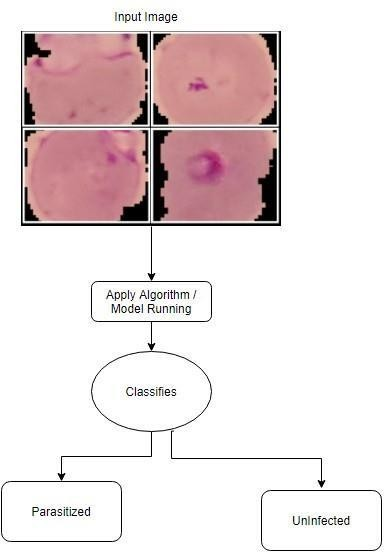 Input Image
Apply Algorithm /
Model Running
Classifies
Parasitized
UnInfected